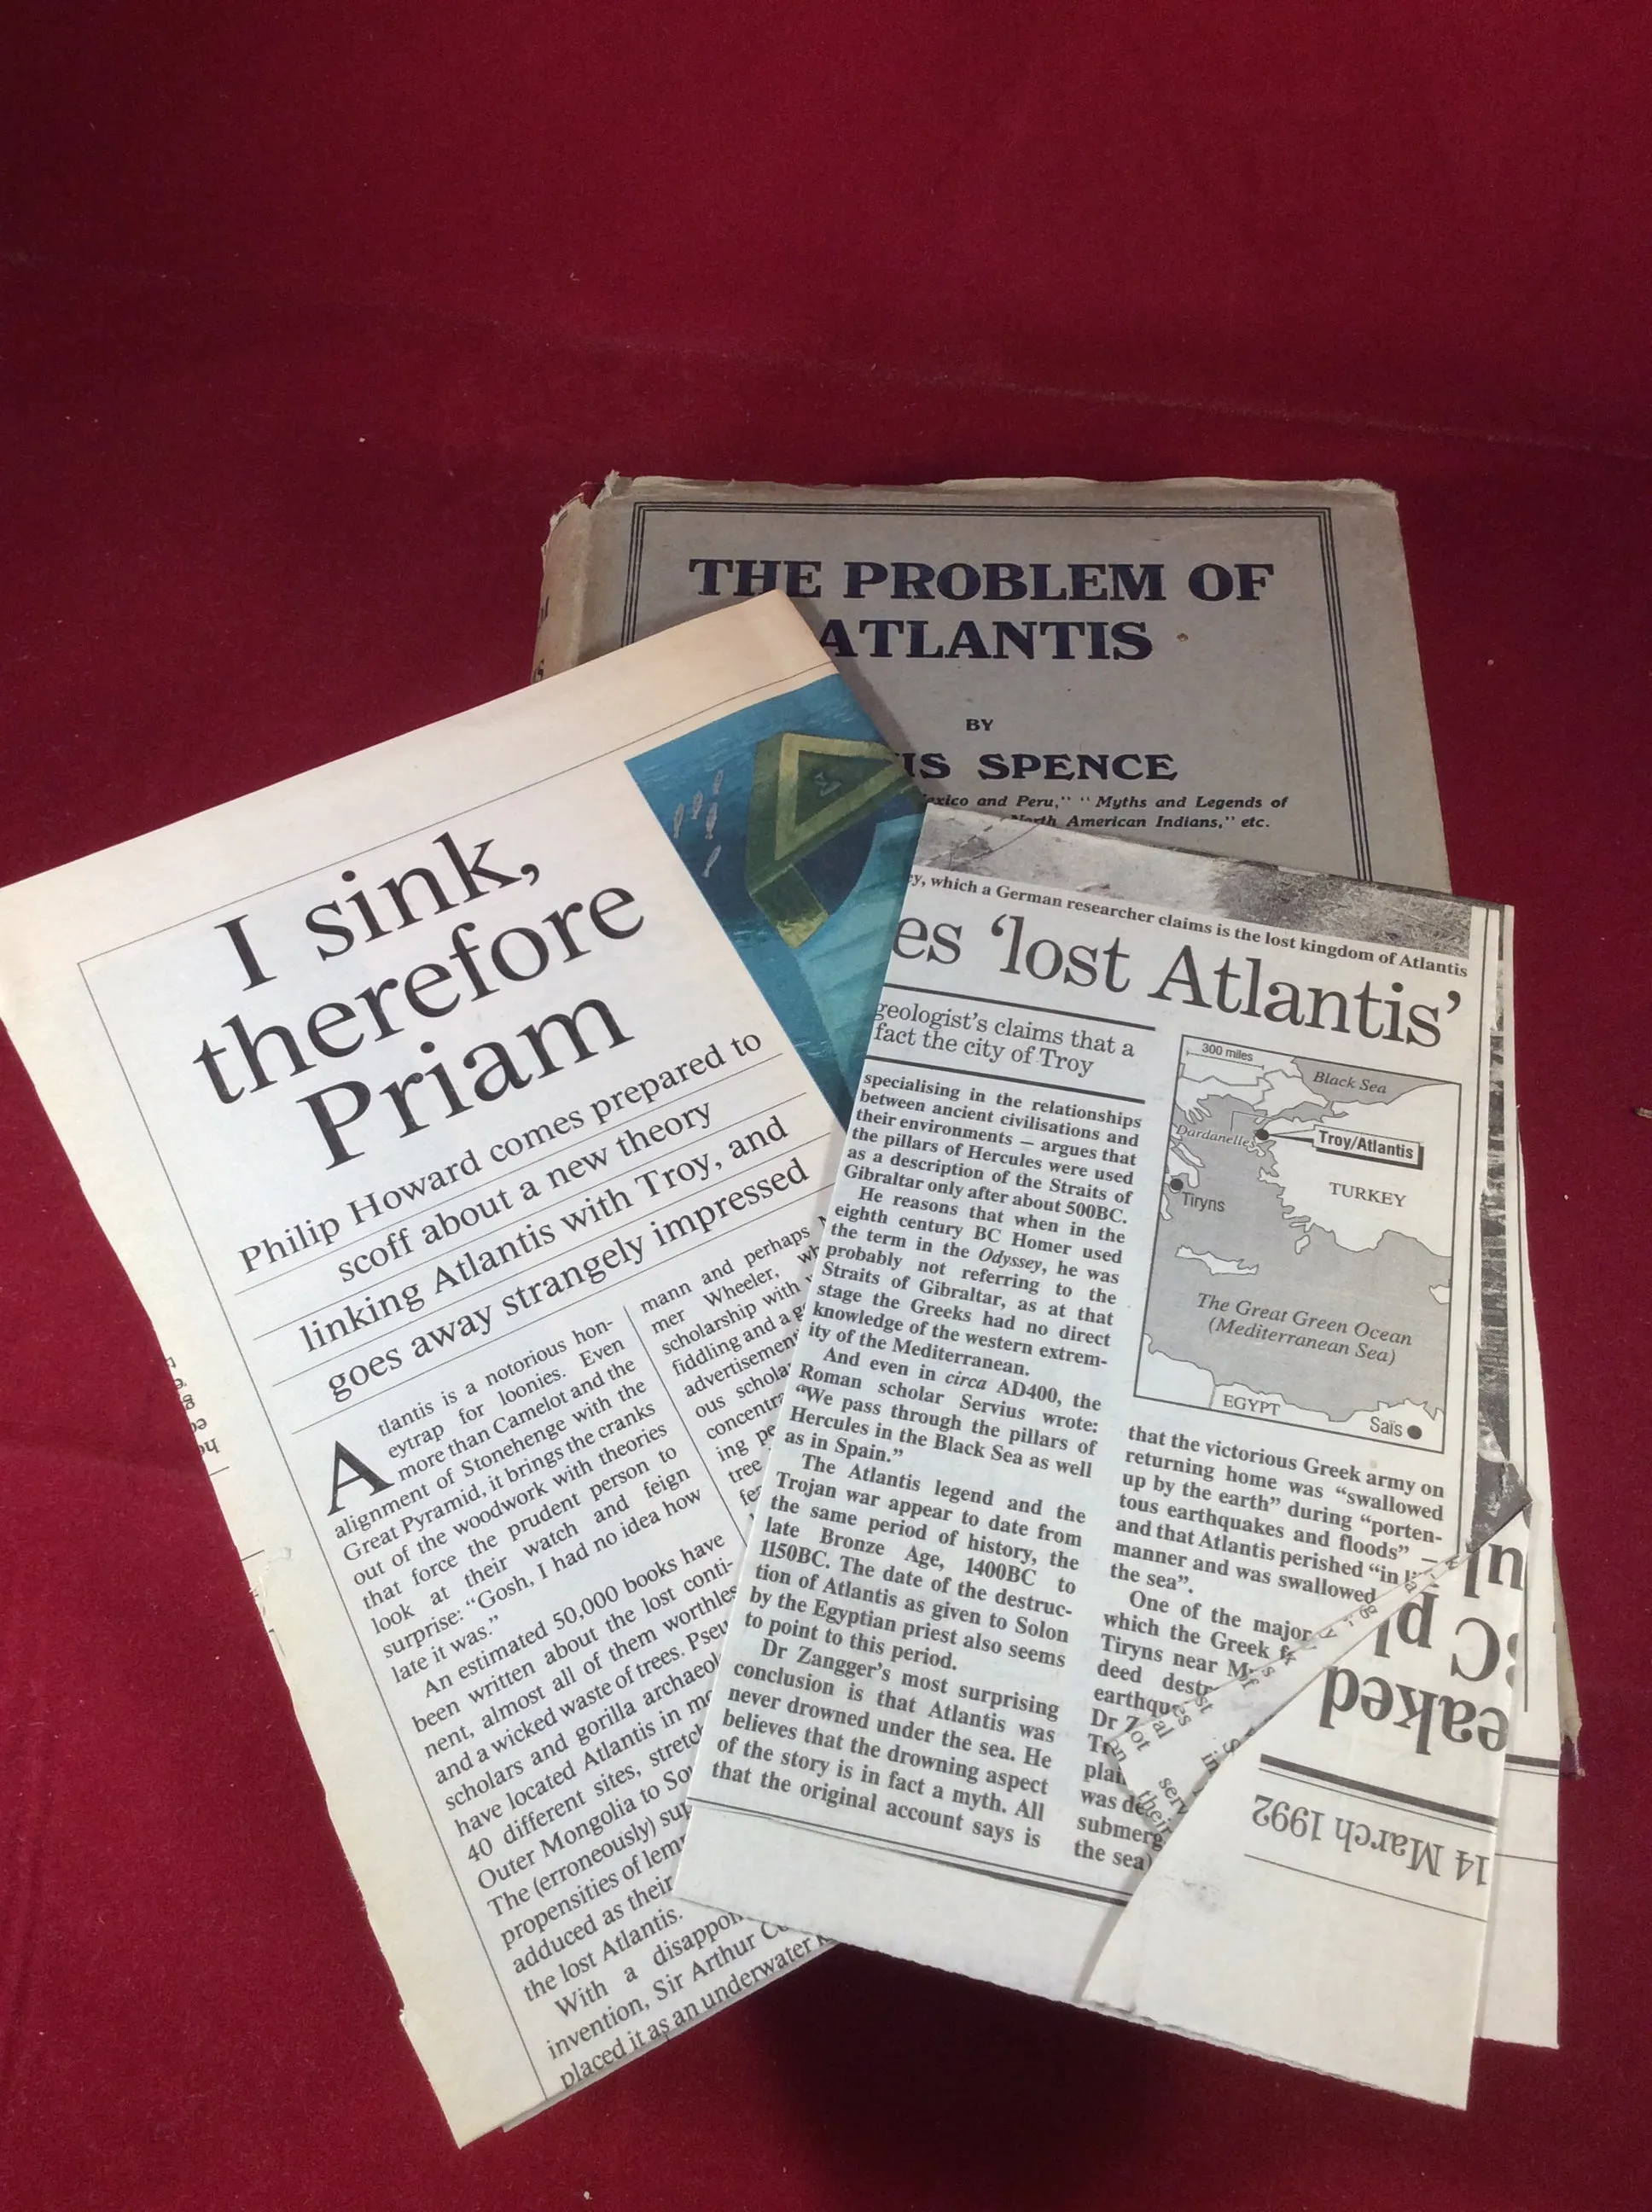 THE PROBLEM OF
ATLANTIS
BY
IS SPENCE
exico and Peru," "Myths and Legends of
North American Indians," etc.
I sink,
therefore
Priam
Philip Howard comes prepared to
scoff about a new theory
linking Atlantis with Troy, and
goes away strangely impressed
Atlantis is a notorious hon-
eytrap for loonies. Even
more than Camelot and the
alignment of Stonehenge with the
Great Pyramid, it brings the cranks
out of the woodwork with theories
that force the prudent person to
look at their watch and feign
surprise: "Gosh, I had no idea how
late it was."
An estimated 50,000 books have
been written about the lost conti-
nent, almost all of them worthles
and a wicked waste of trees. Pseu
scholars and gorilla archaeol
have located Atlantis in mo
40 different sites, stretch
Outer Mongolia to So
The (erroneously) sup
propensities of lemm
adduced as their
the lost Atlantis.
With a disappoin
invention, Sir Arthur Co
placed it as an underwater k
mann and perhaps
mer Wheeler, wh
scholarship with
fiddling and a g
advertisement
ous schola
concentra
ing pe
tree
fea
ey, which a German researcher claims is the lost kingdom of Atlantis
es 'lost Atlantis'
geologist's claims that a
fact the city of Troy
specialising in the relationships
between ancient civilisations and
their environments — argues that
the pillars of Hercules were used
as a description of the Straits of
Gibraltar only after about 500BC.
He reasons that when in the
eighth century BC Homer used
the term in the Odyssey, he was
probably not referring to the
Straits of Gibraltar, as at that
stage the Greeks had no direct
knowledge of the western extrem-
ity of the Mediterranean.
And even in circa AD400, the
Roman scholar Servius wrote:
"We pass through the pillars of
Hercules in the Black Sea as well
as in Spain."
The Atlantis legend and the
Trojan war appear to date from
the same period of history, the
late Bronze Age, 1400BC to
1150BC. The date of the destruc-
tion of Atlantis as given to Solon
by the Egyptian priest also seems
to point to this period.
Dr Zangger's most surprising
conclusion is that Atlantis was
never drowned under the sea. He
believes that the drowning aspect
of the story is in fact a myth. All
that the original account says is
300 miles
Black Sea
Dardanelles
Troy/Atlantis
TURKEY
Tiryns
The Great Green Ocean
(Mediterranean Sea)
EGYPT
Saïs
that the victorious Greek army on
returning home was "swallowed
up by the earth" during "porten-
tous earthquakes and floods" —
and that Atlantis perished "in
manner and was swallowed
the sea".
One of the major
which the Greek
Tiryns near
deed destr
earthqu
Dr
plai
was de
submerg
the sea)
eaked
14 March 1992